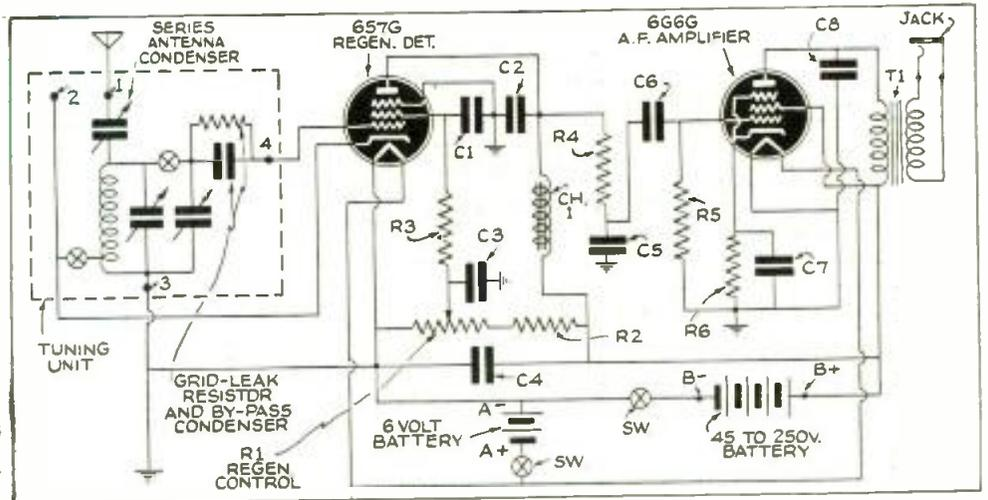 SERIES
ANTENNA
CONDENSER
6S7G
REGEN. DET.
6G6G
A.F. AMPLIFIER
C8
JACK
T1
2
1
4
3
C2
C1
C6
R4
CH.
1
R3
C3
C5
R5
C7
R6
R2
C4
TUNING
UNIT
GRID-LEAK
RESISTOR
AND BY-PASS
CONDENSER
R1
REGEN
CONTROL
6 VOLT
BATTERY
A-
A+
SW
SW
B-
B+
45 TO 250V.
BATTERY